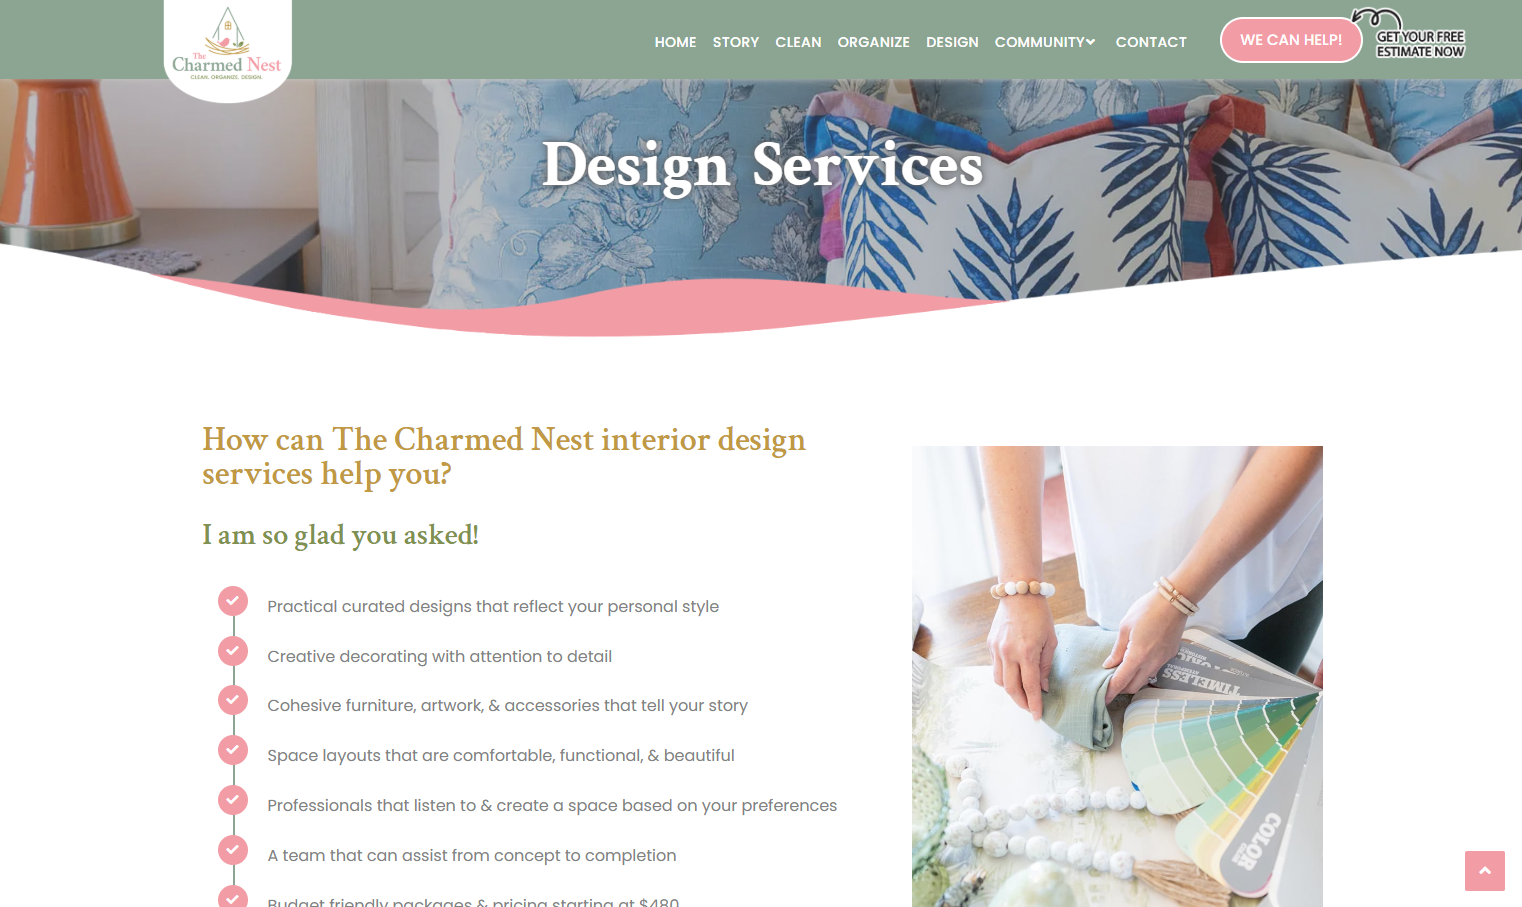 The
Charmed Nest
CLEAN. ORGANIZE. DESIGN.
HOME STORY CLEAN ORGANIZE DESIGN COMMUNITY CONTACT
WE CAN HELP!
GET YOUR FREE
ESTIMATE NOW
Design Services
How can The Charmed Nest interior design
services help you?
I am so glad you asked!
Practical curated designs that reflect your personal style
Creative decorating with attention to detail
Cohesive furniture, artwork, & accessories that tell your story
Space layouts that are comfortable, functional, & beautiful
Professionals that listen to & create a space based on your preferences
A team that can assist from concept to completion
Budget friendly packages & pricing starting at $480
TIMELESS
COLOR